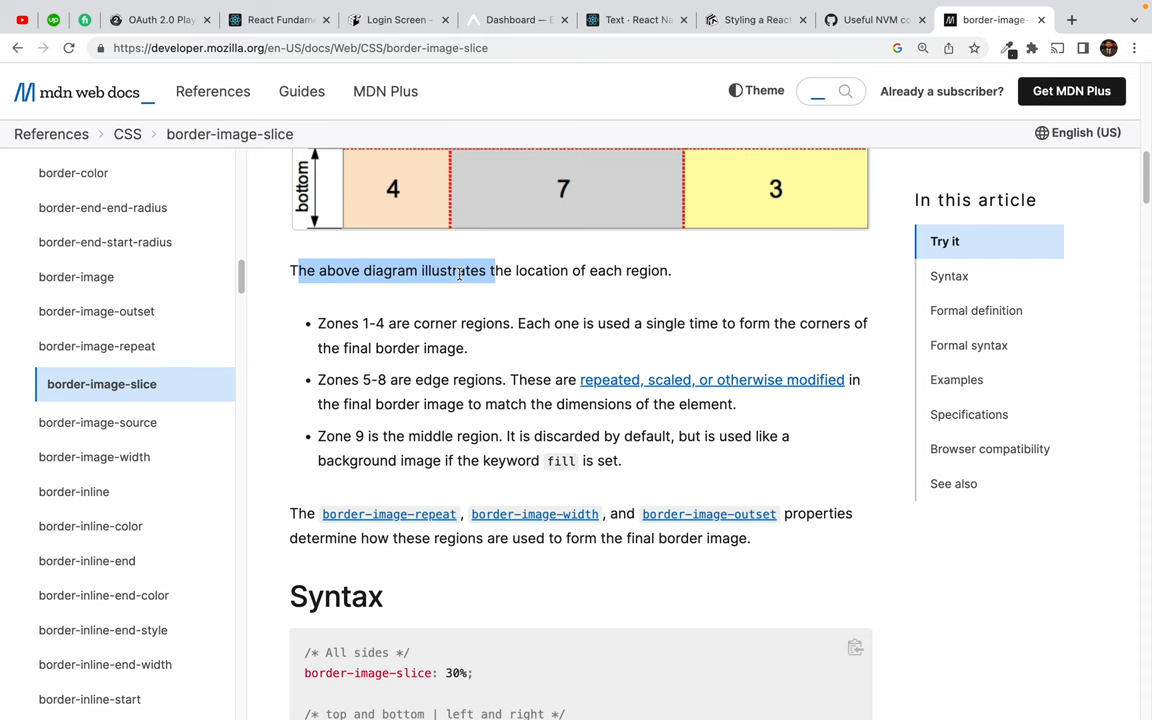 OAuth 2.0 Play
React Fundam
Login Screen -
Dashboard — E
Text · React Na
Styling a React
Useful NVM co
border-image-
https://developer.mozilla.org/en-US/docs/Web/CSS/border-image-slice
mdn web docs_
References
Guides
MDN Plus
Theme
Already a subscriber?
Get MDN Plus
References > CSS > border-image-slice
English (US)
border-color
border-end-end-radius
border-end-start-radius
border-image
border-image-outset
border-image-repeat
border-image-slice
border-image-source
border-image-width
border-inline
border-inline-color
border-inline-end
border-inline-end-color
border-inline-end-style
border-inline-end-width
border-inline-start
bottom
4
7
3
The above diagram illustrates the location of each region.
• Zones 1-4 are corner regions. Each one is used a single time to form the corners of
the final border image.
• Zones 5-8 are edge regions. These are repeated, scaled, or otherwise modified in
the final border image to match the dimensions of the element.
• Zone 9 is the middle region. It is discarded by default, but is used like a
background image if the keyword fill is set.
The border-image-repeat, border-image-width, and border-image-outset properties
determine how these regions are used to form the final border image.
Syntax
/* All sides */
border-image-slice: 30%;
/* top and bottom | left and right */
In this article
Try it
Syntax
Formal definition
Formal syntax
Examples
Specifications
Browser compatibility
See also